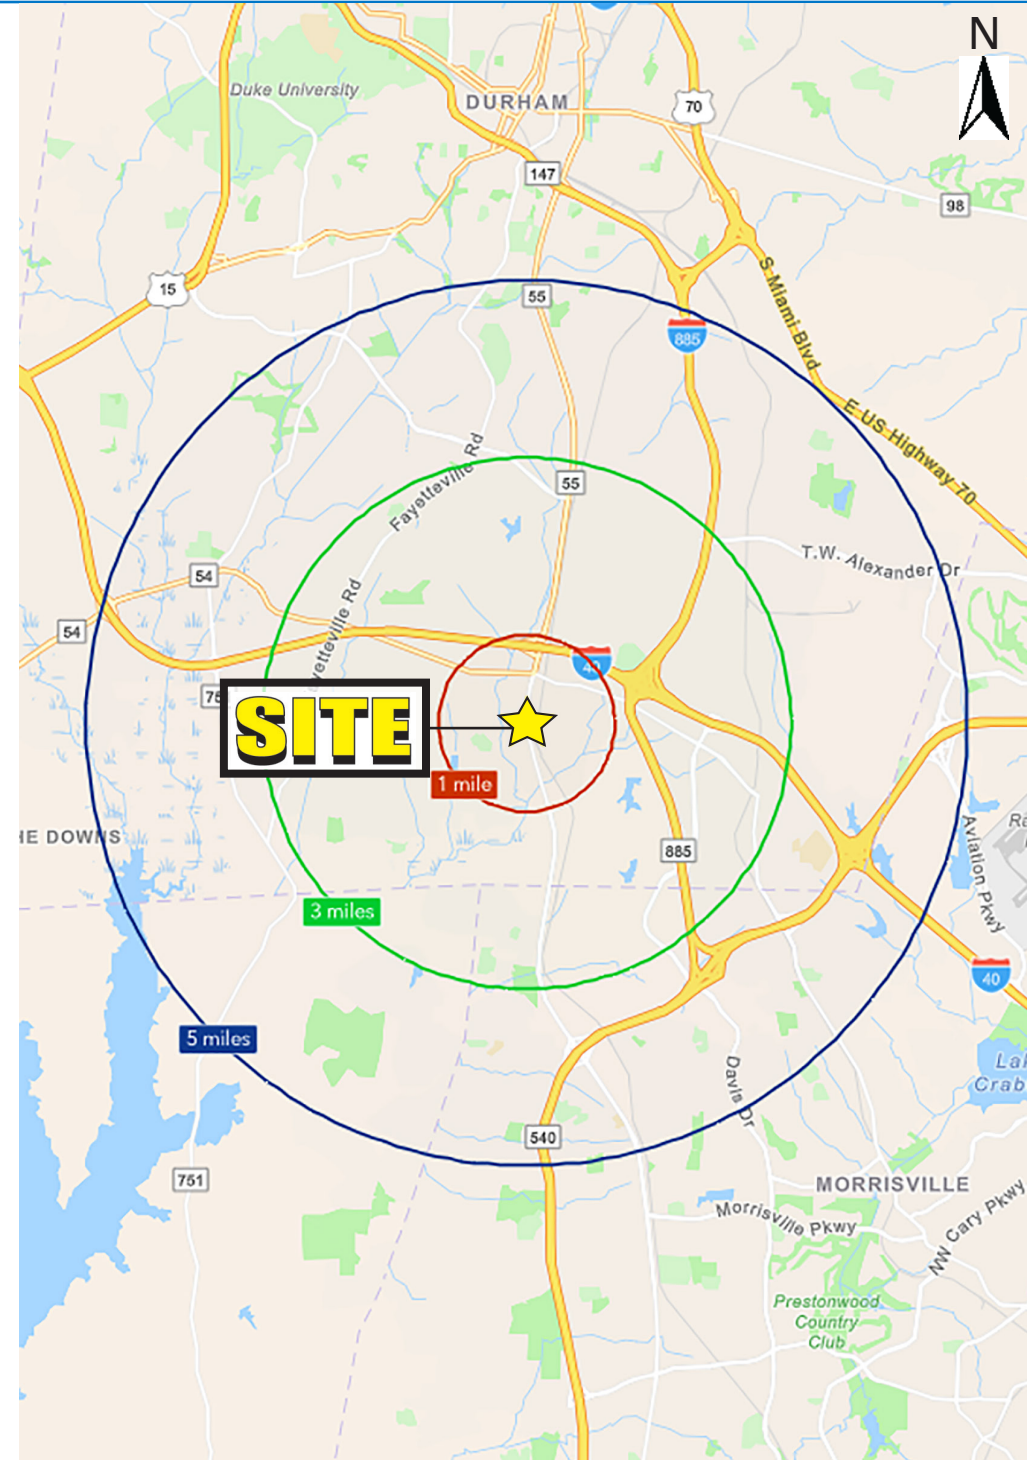 N
Duke University
DURHAM
70
147
98
S Miami Blvd
15
55
885
E US Highway 70
Fayetteville Rd
55
T.W. Alexander Dr
54
54
yetteville Rd
40
SITE
1 mile
HE DOWNS
885
Aviation Pkwy
3 miles
40
5 miles
Davis Dr
540
751
MORRISVILLE
Morrisville Pkwy
NW Cary Pkwy
Prestonwood
Country
Club